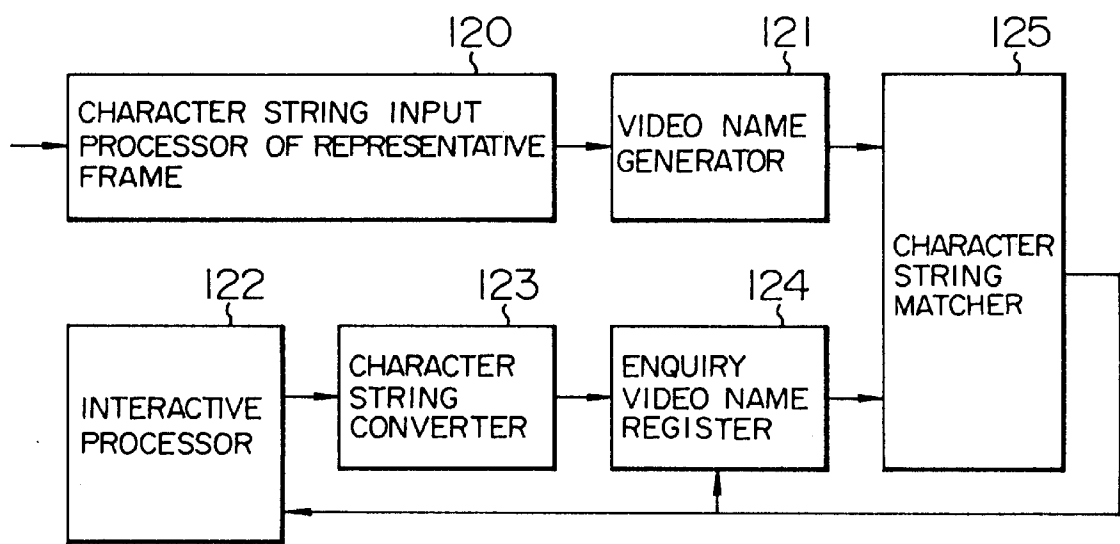 120
121
125
CHARACTER STRING INPUT
PROCESSOR OF REPRESENTATIVE
FRAME
VIDEO NAME
GENERATOR
CHARACTER
STRING
MATCHER
122
123
124
INTERACTIVE
PROCESSOR
CHARACTER
STRING
CONVERTER
ENQUIRY
VIDEO NAME
REGISTER